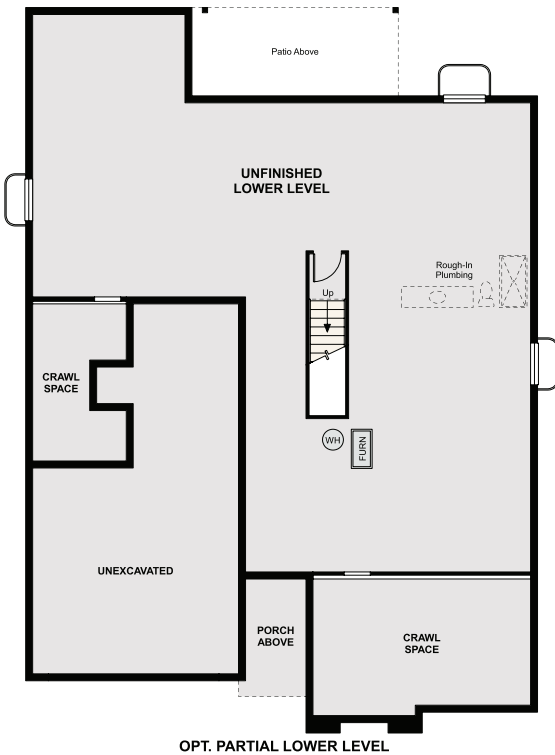 Patio Above
UNFINISHED
LOWER LEVEL
Rough-In
Plumbing
Up
CRAWL
SPACE
WH
FURN
UNEXCAVATED
PORCH
ABOVE
CRAWL
SPACE
OPT. PARTIAL LOWER LEVEL